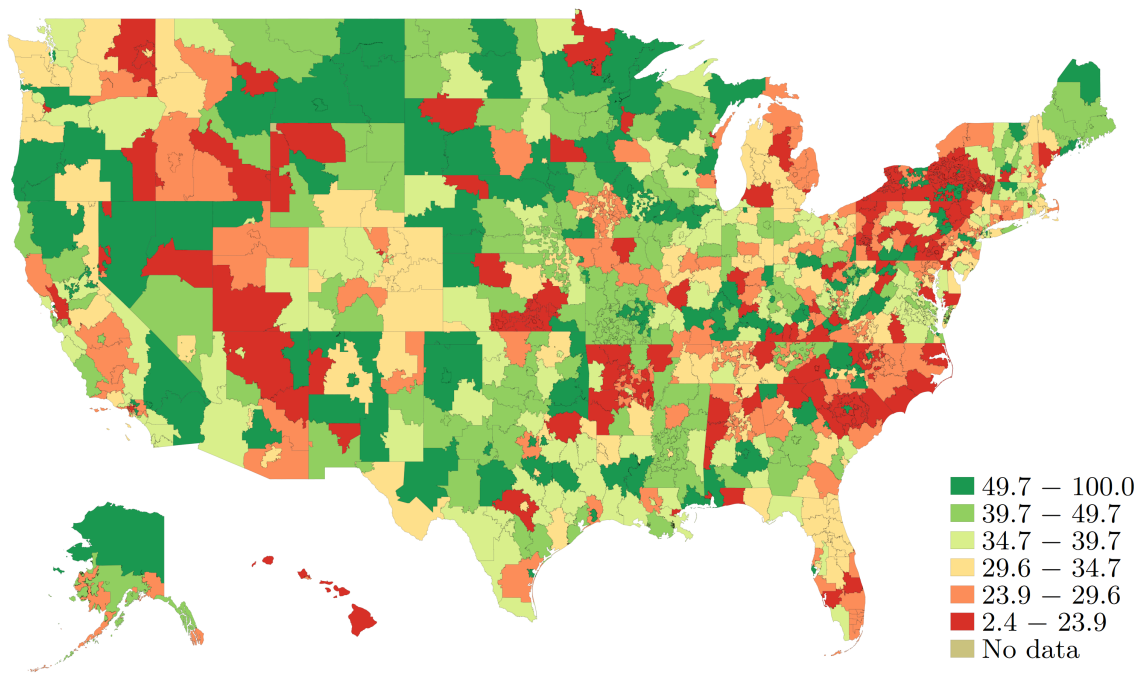 49.7 − 100.0
39.7 − 49.7
34.7 − 39.7
29.6 − 34.7
23.9 − 29.6
2.4 − 23.9
No data